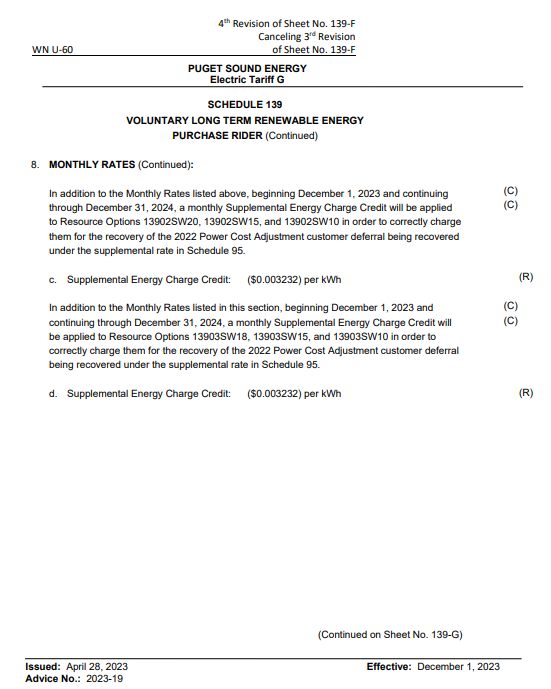 4th Revision of Sheet No. 139-F
Canceling 3rd Revision
WN U-60 of Sheet No. 139-F
PUGET SOUND ENERGY
Electric Tariff G
SCHEDULE 139
VOLUNTARY LONG TERM RENEWABLE ENERGY
PURCHASE RIDER (Continued)
8. MONTHLY RATES (Continued):
In addition to the Monthly Rates listed above, beginning December 1, 2023 and continuing (C)
through December 31, 2024, a monthly Supplemental Energy Charge Credit will be applied (C)
to Resource Options 13902SW20, 13902SW15, and 13902SW10 in order to correctly charge
them for the recovery of the 2022 Power Cost Adjustment customer deferral being recovered
under the supplemental rate in Schedule 95.
c. Supplemental Energy Charge Credit: ($0.003232) per kWh (R)
In addition to the Monthly Rates listed in this section, beginning December 1, 2023 and (C)
continuing through December 31, 2024, a monthly Supplemental Energy Charge Credit will (C)
be applied to Resource Options 13903SW18, 13903SW15, and 13903SW10 in order to
correctly charge them for the recovery of the 2022 Power Cost Adjustment customer deferral
being recovered under the supplemental rate in Schedule 95.
d. Supplemental Energy Charge Credit: ($0.003232) per kWh (R)
(Continued on Sheet No. 139-G)
Issued: April 28, 2023 Effective: December 1, 2023
Advice No.: 2023-19